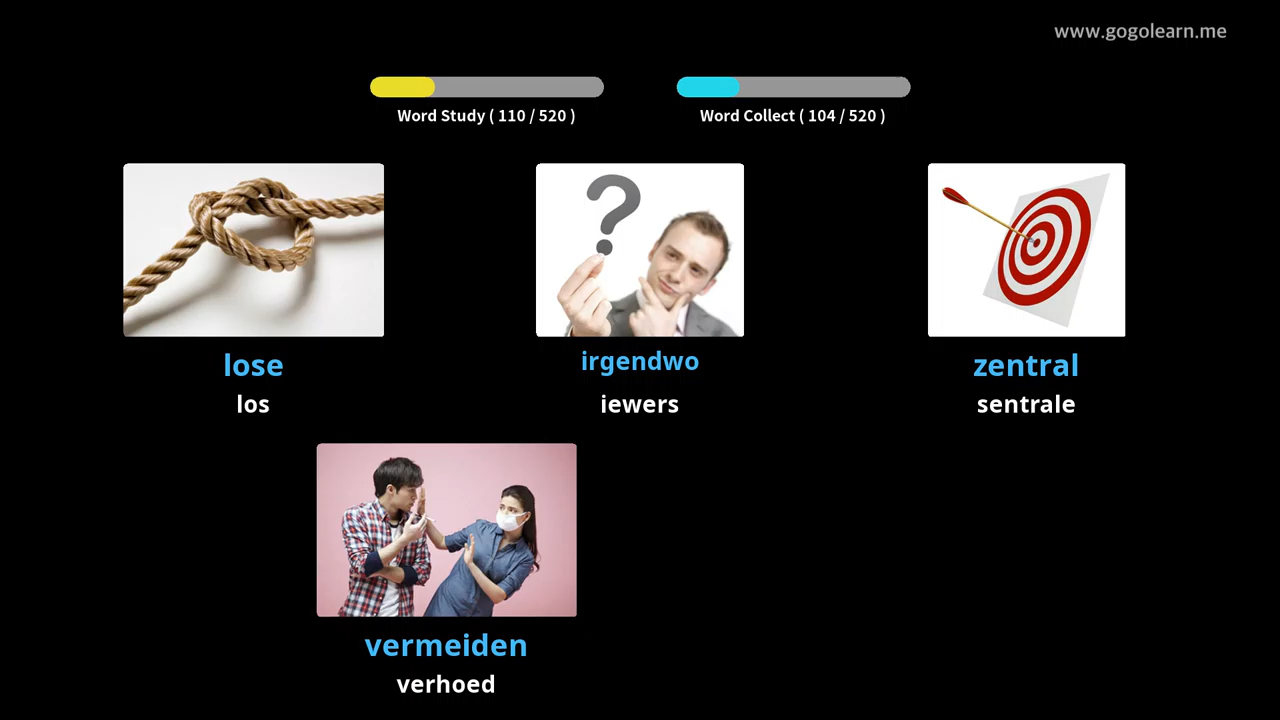 www.gogolearn.me
Word Study ( 110 / 520 )
Word Collect ( 104 / 520 )
lose
los
irgendwo
iewers
zentral
sentrale
vermeiden
verhoed